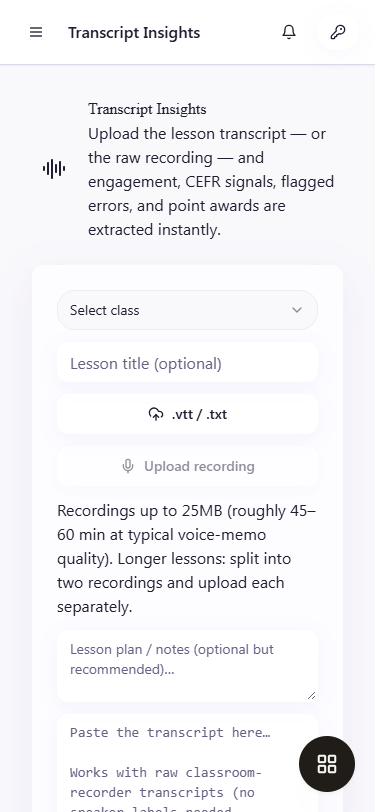 Transcript Insights
Transcript Insights
Upload the lesson transcript — or
the raw recording — and
engagement, CEFR signals, flagged
errors, and point awards are
extracted instantly.
Select class
Lesson title (optional)
.vtt / .txt
Upload recording
Recordings up to 25MB (roughly 45–
60 min at typical voice-memo
quality). Longer lessons: split into
two recordings and upload each
separately.
Lesson plan / notes (optional but
recommended)…
Paste the transcript here…
Works with raw classroom-
recorder transcripts (no
speaker labels needed